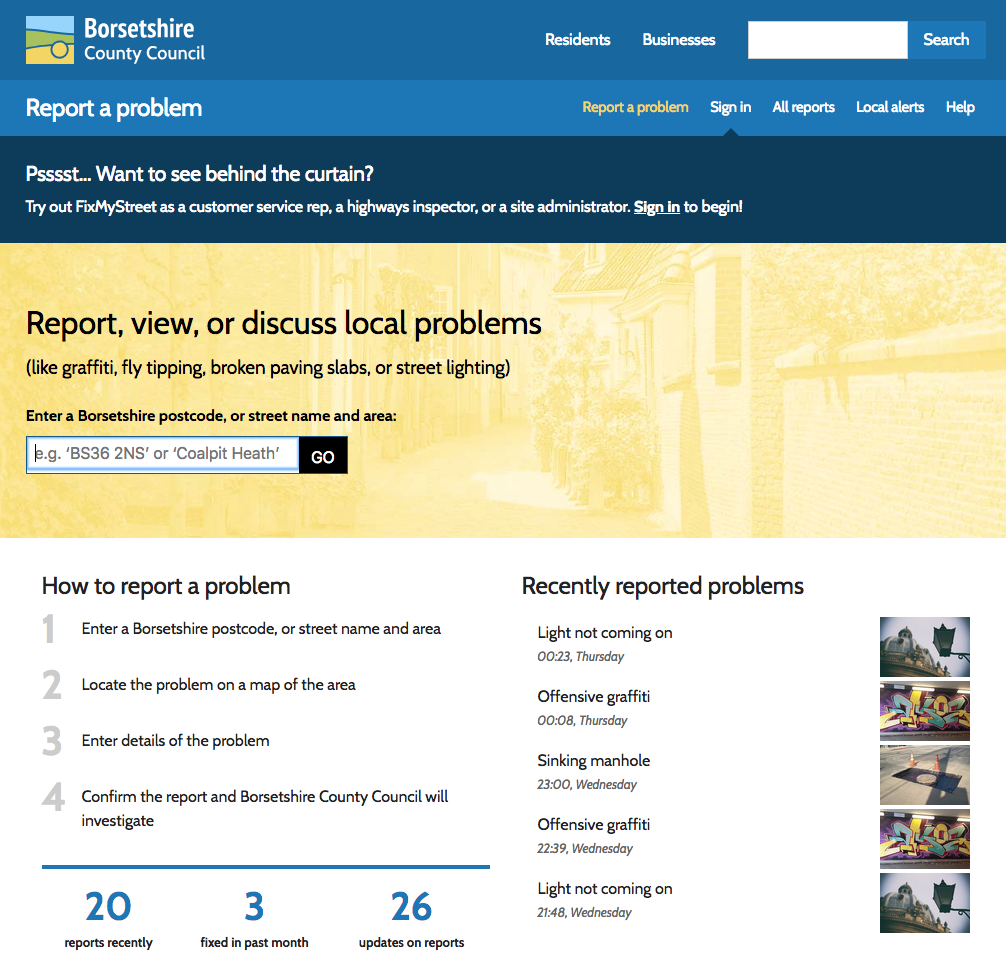 Borsetshire
County Council
Residents
Businesses
Search
Report a problem
Report a problem
Sign in
All reports
Local alerts
Help
Psssst... Want to see behind the curtain?
Try out FixMyStreet as a customer service rep, a highways inspector, or a site administrator. Sign in to begin!
Report, view, or discuss local problems
(like graffiti, fly tipping, broken paving slabs, or street lighting)
Enter a Borsetshire postcode, or street name and area:
e.g. ‘BS36 2NS’ or ‘Coalpit Heath’
GO
How to report a problem
1 Enter a Borsetshire postcode, or street name and area
2 Locate the problem on a map of the area
3 Enter details of the problem
4 Confirm the report and Borsetshire County Council will
investigate
20
reports recently
3
fixed in past month
26
updates on reports
Recently reported problems
Light not coming on
00:23, Thursday
Offensive graffiti
00:08, Thursday
Sinking manhole
23:00, Wednesday
Offensive graffiti
22:39, Wednesday
Light not coming on
21:48, Wednesday